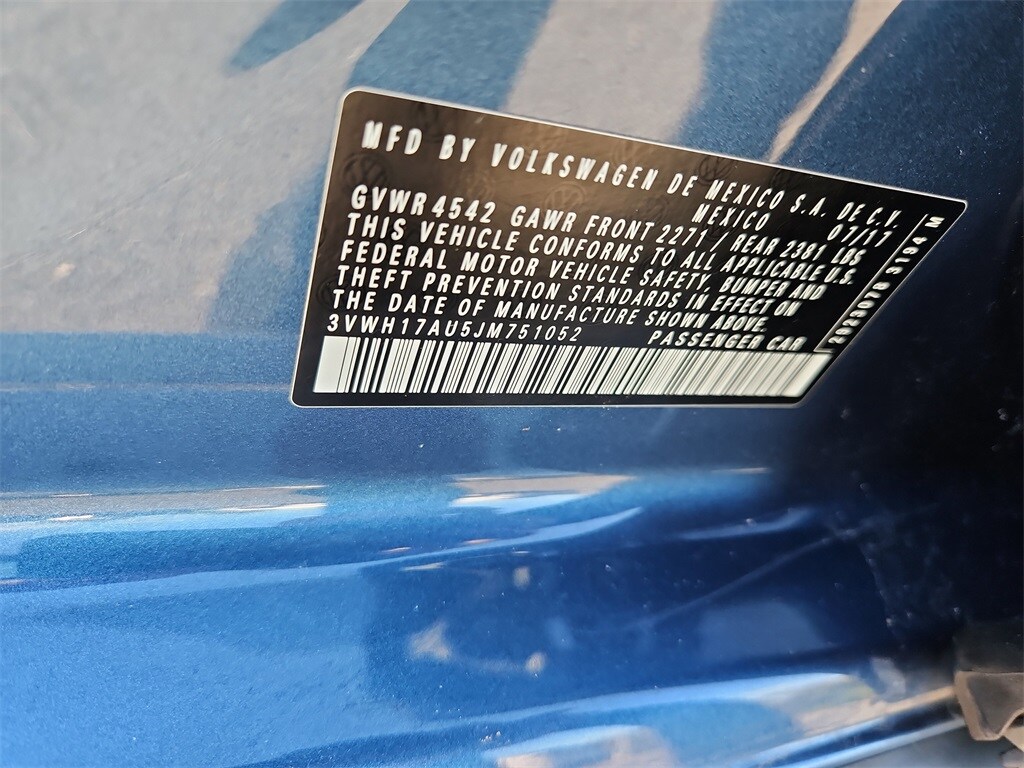 MFD BY VOLKSWAGEN DE MEXICO S.A. DE C.V.
MEXICO 07/17
GVWR 4542 GAWR FRONT 2271 / REAR 2381 LBS
THIS VEHICLE CONFORMS TO ALL APPLICABLE U.S.
FEDERAL MOTOR VEHICLE SAFETY, BUMPER AND
THEFT PREVENTION STANDARDS IN EFFECT ON
THE DATE OF MANUFACTURE SHOWN ABOVE.
3VWH17AU5JM751052 PASSENGER CAR
3104 M